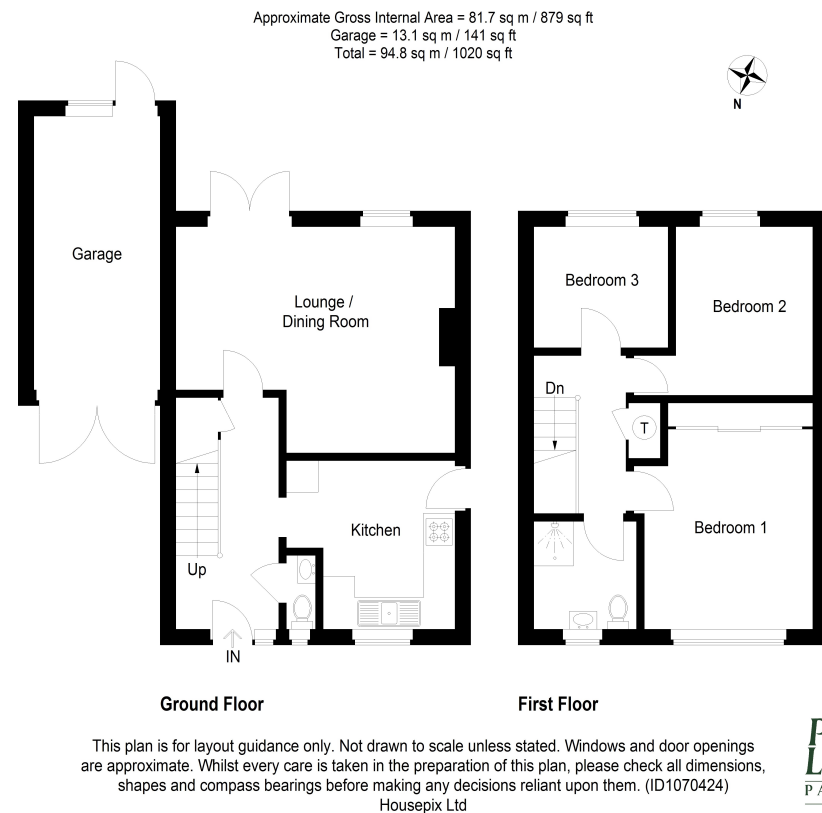 Approximate Gross Internal Area = 81.7 sq m / 879 sq ft
Garage = 13.1 sq m / 141 sq ft
Total = 94.8 sq m / 1020 sq ft
N
Garage
Lounge /
Dining Room
Bedroom 3
Bedroom 2
Dn
T
Kitchen
Bedroom 1
Up
IN
Ground Floor
First Floor
This plan is for layout guidance only. Not drawn to scale unless stated. Windows and door openings
are approximate. Whilst every care is taken in the preparation of this plan, please check all dimensions,
shapes and compass bearings before making any decisions reliant upon them. (ID1070424)
Housepix Ltd